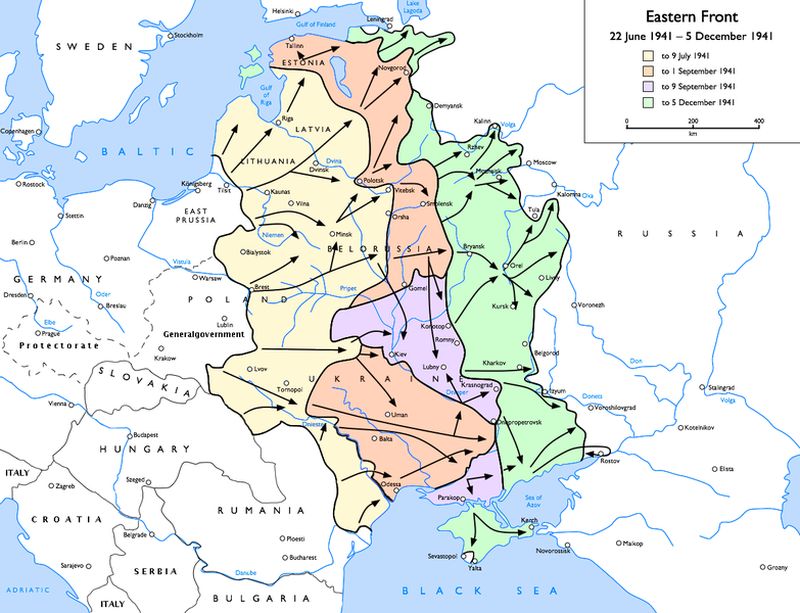 Eastern Front
22 June 1941 – 5 December 1941
to 9 July 1941
to 1 September 1941
to 9 September 1941
to 5 December 1941
0 200 400
km
Helsinki
Lake
Lagoda
Leningrad
Gulf of Finland
Stockholm
SWEDEN
Tallinn
ESTONIA
Novgorod
Gulf
of
Riga
Riga
LATVIA
Demyansk
Kalinin
Volga
Copenhagen
BALTIC
LITHUANIA
Dvina
Dvinsk
Rzhev
Moscow
Mozhaisk
Rostock
Königsberg
Tilsit
Kaunas
Polotsk
Vitebsk
Kalomna
Oka
Stettin
Danzig
EAST
PRUSSIA
Vilna
Orsha
Smolensk
Tula
RUSSIA
Berlin
Niemen
Minsk
BELORUSSIA
Bryansk
Poznan
Vistula
Bialystok
Orel
GERMANY
Warsaw
Brest
Pripet
Gomel
Livny
Dresden
Oder
Breslau
POLAND
Kursk
Voronezh
Elbe
Prague
Lublin
Generalgovernment
Konotop
Protectorate
Krakow
Romny
Kiev
Belgorod
Lvov
Lubny
Kharkov
Don
SLOVAKIA
Tornopol
UKRAINE
Krasnograd
Dnieper
Izyum
Donets
Stalingrad
Volga
Vienna
Uman
Voroshilovgrad
Dniester
Dnepropetrovsk
Kotelnikov
Budapest
HUNGARY
Balta
Rostov
Elista
ITALY
Szeged
Zagreb
Odessa
Parakop
Sea of
Azov
CROATIA
RUMANIA
Belgrade
Ploesti
Kerch
Bucharest
Sevastopol
Yalta
Novorossisk
Maikop
Sarajevo
SERBIA
Danube
Grozny
ADRIATIC
ITALY
BULGARIA
BLACK SEA